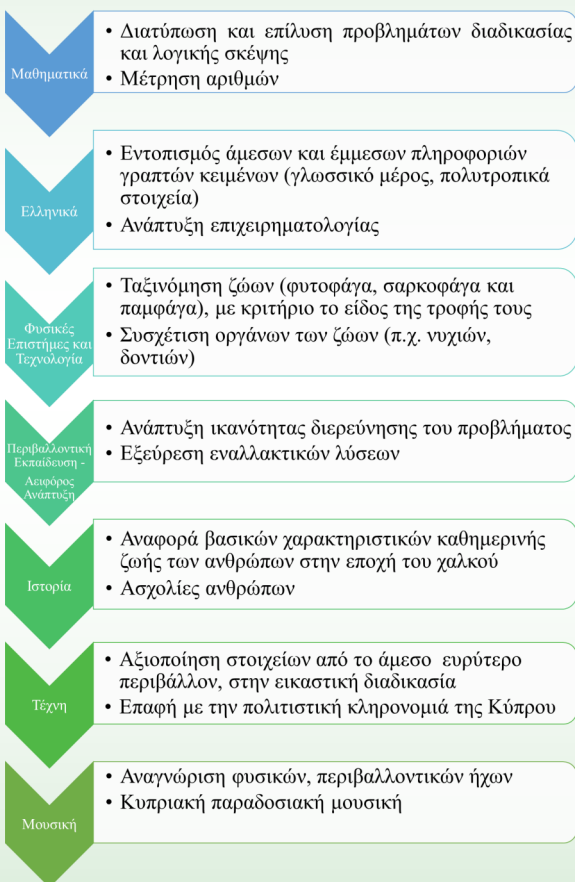 Μαθηματικά
• Διατύπωση και επίλυση προβλημάτων διαδικασίας
και λογικής σκέψης
• Μέτρηση αριθμών
Ελληνικά
• Εντοπισμός άμεσων και έμμεσων πληροφοριών
γραπτών κειμένων (γλωσσικό μέρος, πολυτροπικά
στοιχεία)
• Ανάπτυξη επιχειρηματολογίας
Φυσικές
Επιστήμες και
Τεχνολογία
• Ταξινόμηση ζώων (φυτοφάγα, σαρκοφάγα και
παμφάγα), με κριτήριο το είδος της τροφής τους
• Συσχέτιση οργάνων των ζώων (π.χ. νυχιών,
δοντιών)
Περιβαλλοντική
Εκπαίδευση -
Αειφόρος
Ανάπτυξη
• Ανάπτυξη ικανότητας διερεύνησης του προβλήματος
• Εξεύρεση εναλλακτικών λύσεων
Ιστορία
• Αναφορά βασικών χαρακτηριστικών καθημερινής
ζωής των ανθρώπων στην εποχή του χαλκού
• Ασχολίες ανθρώπων
Τέχνη
• Αξιοποίηση στοιχείων από το άμεσο ευρύτερο
περιβάλλον, στην εικαστική διαδικασία
• Επαφή με την πολιτιστική κληρονομιά της Κύπρου
Μουσική
• Αναγνώριση φυσικών, περιβαλλοντικών ήχων
• Κυπριακή παραδοσιακή μουσική